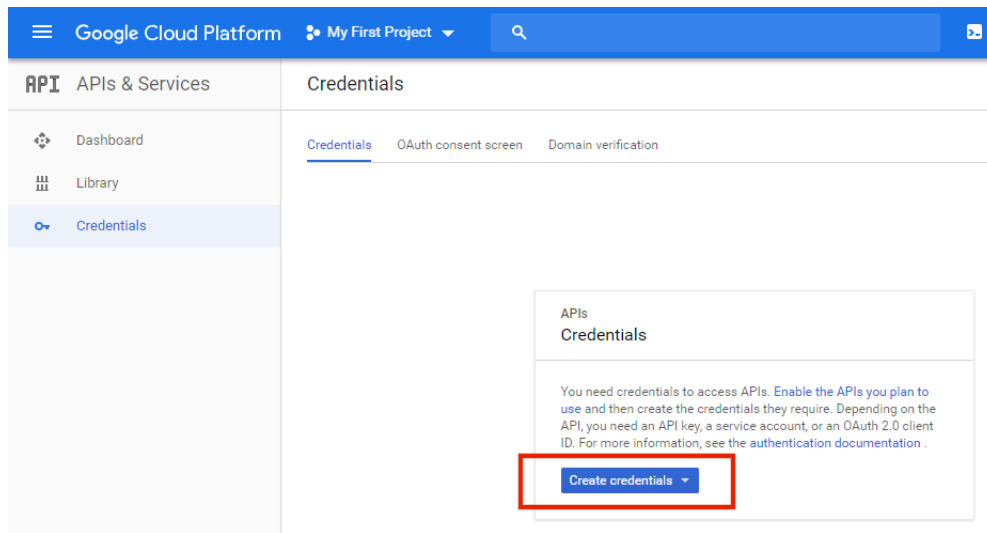 Google Cloud Platform
My First Project
API APIs & Services
Credentials
Dashboard
Library
Credentials
Credentials OAuth consent screen Domain verification
APIs
Credentials
You need credentials to access APIs. Enable the APIs you plan to
use and then create the credentials they require. Depending on the
API, you need an API key, a service account, or an OAuth 2.0 client
ID. For more information, see the authentication documentation .
Create credentials